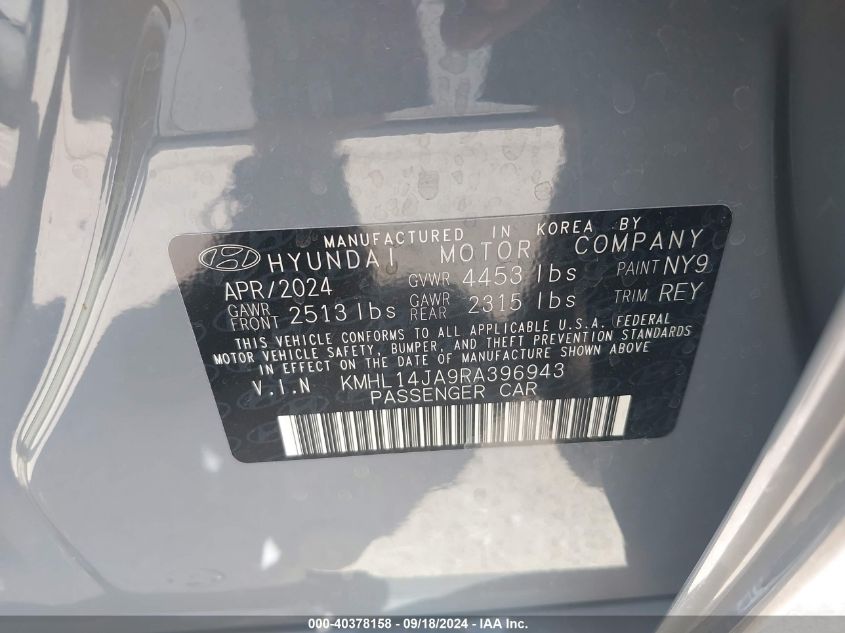 MANUFACTURED IN KOREA BY
HYUNDAI MOTOR COMPANY
APR/2024 GVWR 4453 lbs PAINT NY9
GAWR FRONT 2513 lbs GAWR REAR 2315 lbs TRIM REY
THIS VEHICLE CONFORMS TO ALL APPLICABLE U.S.A. FEDERAL
MOTOR VEHICLE SAFETY, BUMPER, AND THEFT PREVENTION STANDARDS
IN EFFECT ON THE DATE OF MANUFACTURE SHOWN ABOVE
V.I.N KMHL14JA9RA396943
PASSENGER CAR
000-40378158 - 09/18/2024 - IAA Inc.